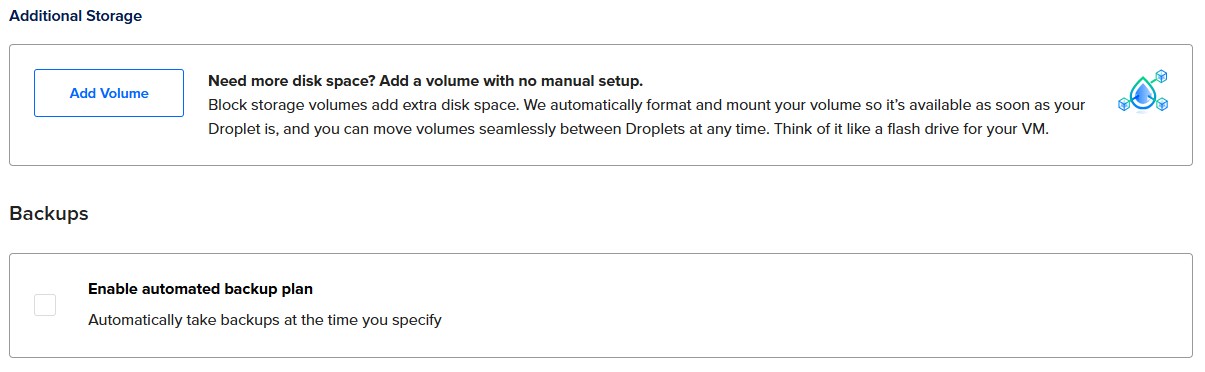 Additional Storage
Add Volume
Need more disk space? Add a volume with no manual setup.
Block storage volumes add extra disk space. We automatically format and mount your volume so it’s available as soon as your
Droplet is, and you can move volumes seamlessly between Droplets at any time. Think of it like a flash drive for your VM.
Backups
Enable automated backup plan
Automatically take backups at the time you specify